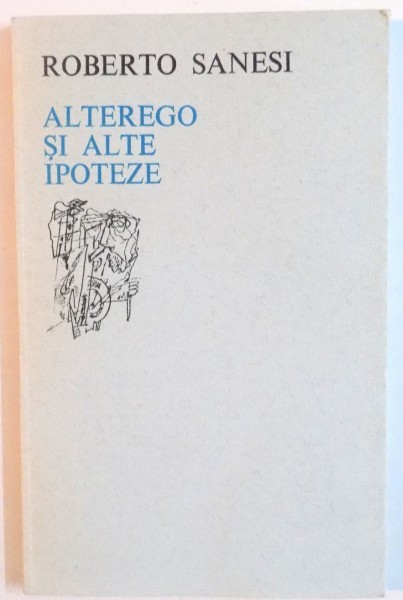 ROBERTO SANESI
ALTEREGO
ȘI ALTE
IPOTEZE